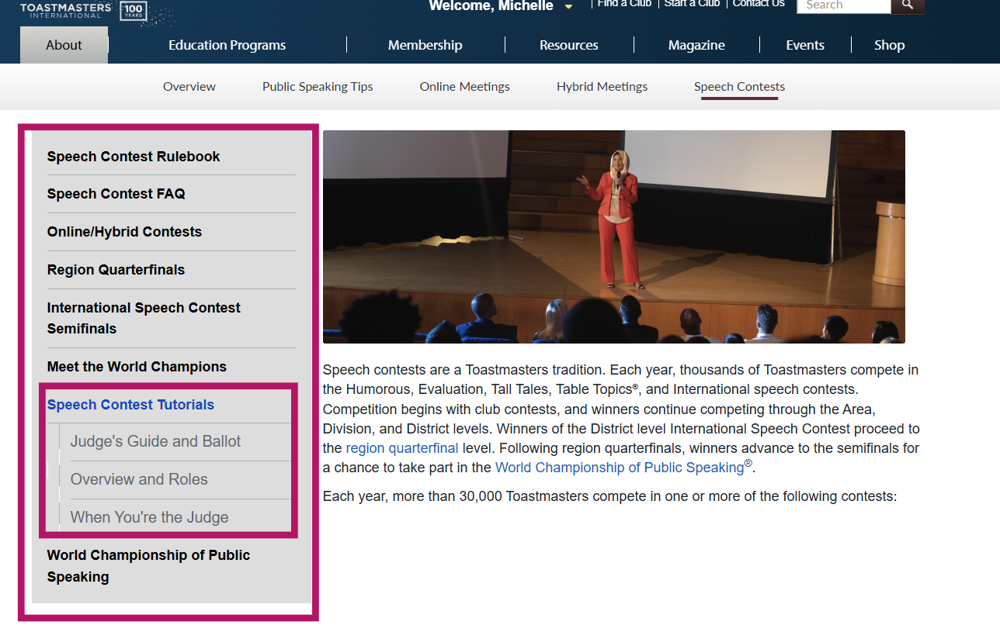 TOASTMASTERS
INTERNATIONAL
100
YEARS
Welcome, Michelle
Find a Club
Start a Club
Contact Us
Search
About
Education Programs
Membership
Resources
Magazine
Events
Shop
Overview
Public Speaking Tips
Online Meetings
Hybrid Meetings
Speech Contests
Speech Contest Rulebook
Speech Contest FAQ
Online/Hybrid Contests
Region Quarterfinals
International Speech Contest
Semifinals
Meet the World Champions
Speech Contest Tutorials
Judge's Guide and Ballot
Overview and Roles
When You're the Judge
World Championship of Public
Speaking
Speech contests are a Toastmasters tradition. Each year, thousands of Toastmasters compete in
the Humorous, Evaluation, Tall Tales, Table Topics®, and International speech contests.
Competition begins with club contests, and winners continue competing through the Area,
Division, and District levels. Winners of the District level International Speech Contest proceed to
the region quarterfinal level. Following region quarterfinals, winners advance to the semifinals for
a chance to take part in the World Championship of Public Speaking®.
Each year, more than 30,000 Toastmasters compete in one or more of the following contests: